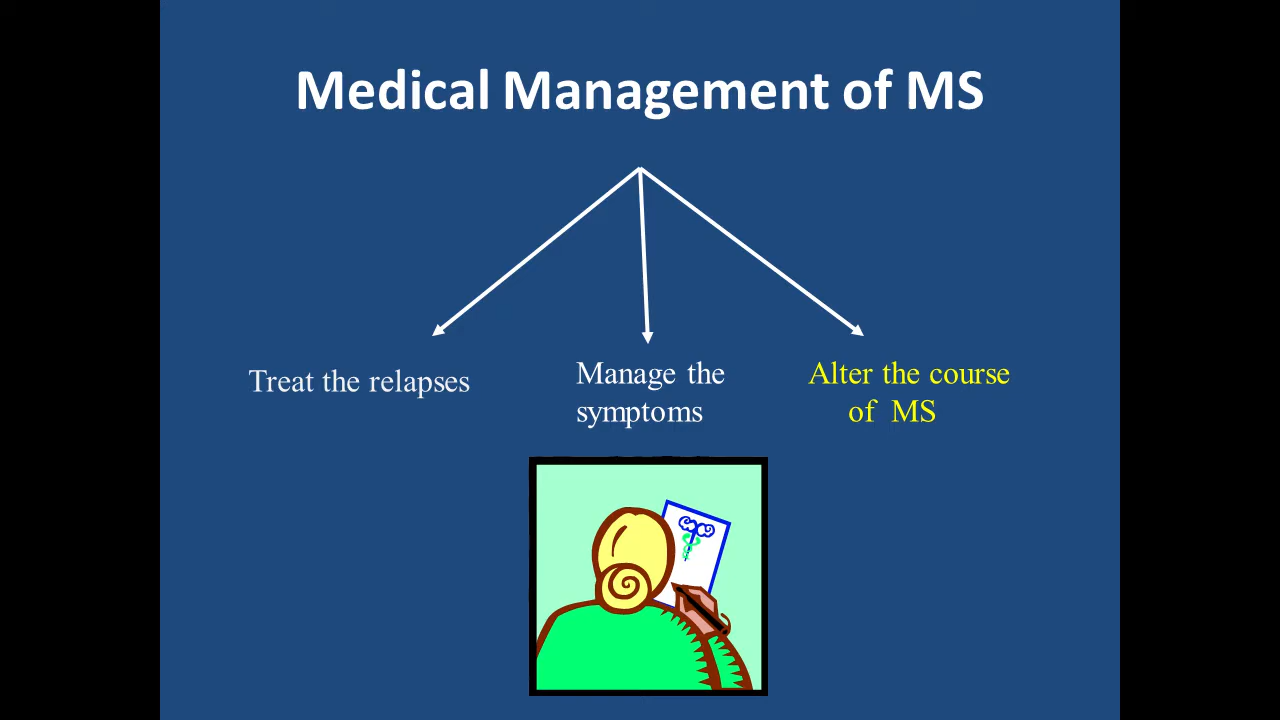 Medical Management of MS
Treat the relapses
Manage the
symptoms
Alter the course
of MS